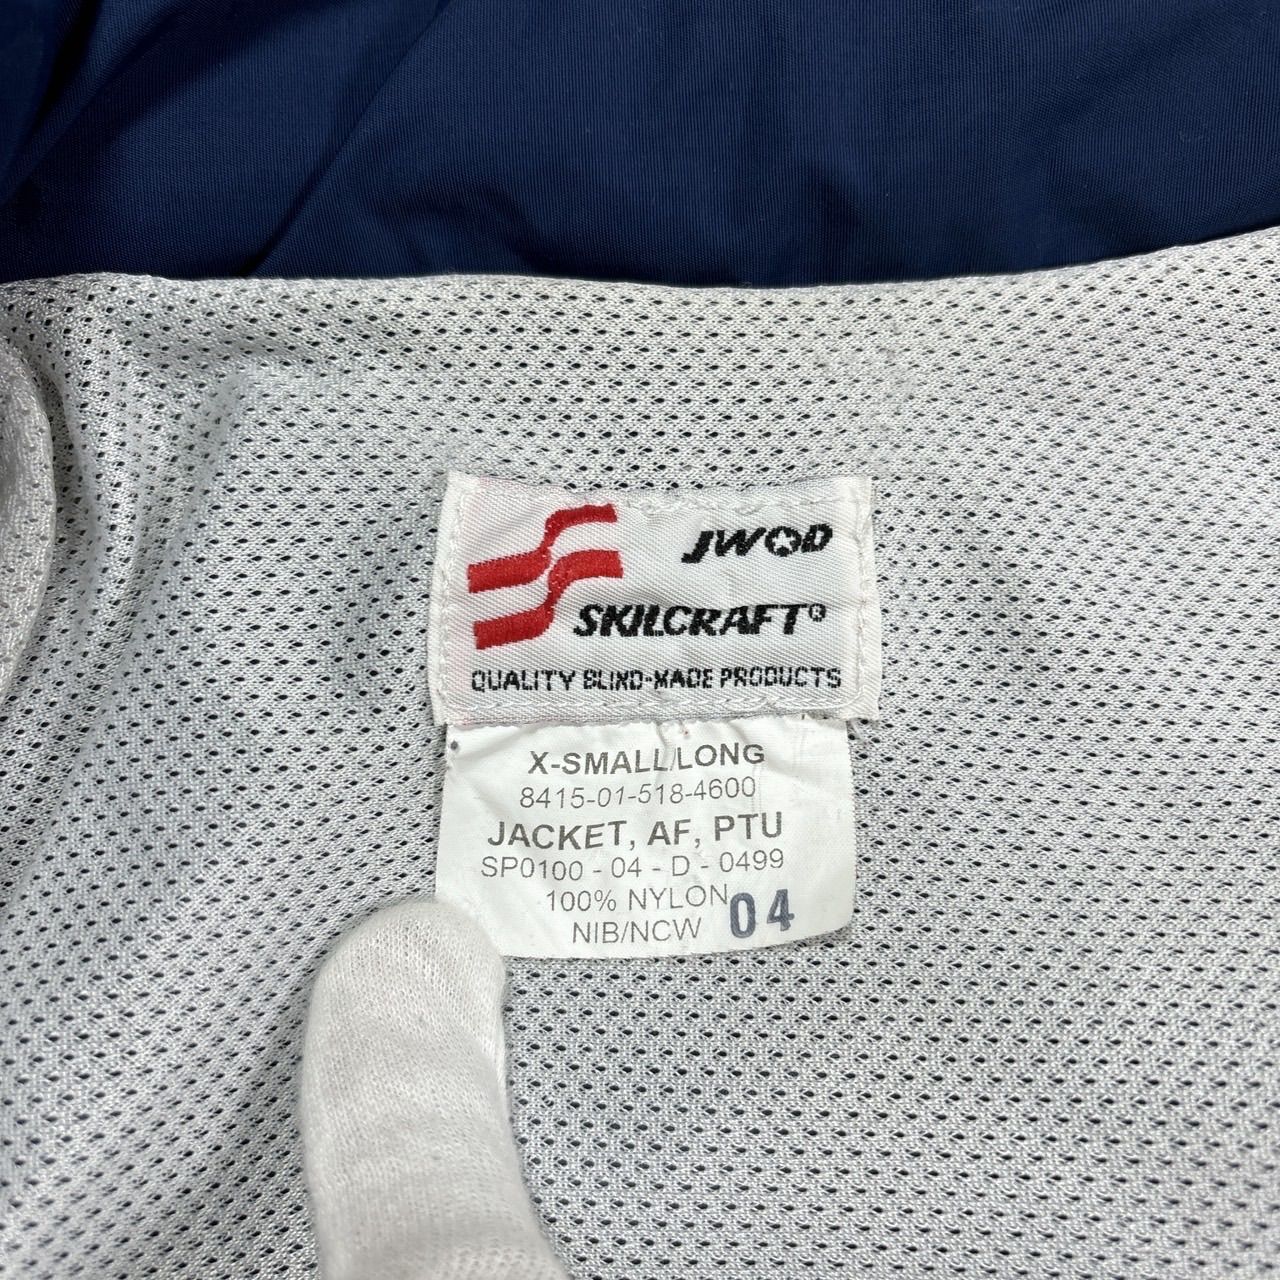 JWOD
SKILCRAFT®
QUALITY BLIND-MADE PRODUCTS
X-SMALL/LONG
8415-01-518-4600
JACKET, AF, PTU
SP0100 - 04 - D - 0499
100% NYLON
NIB/NCW 04